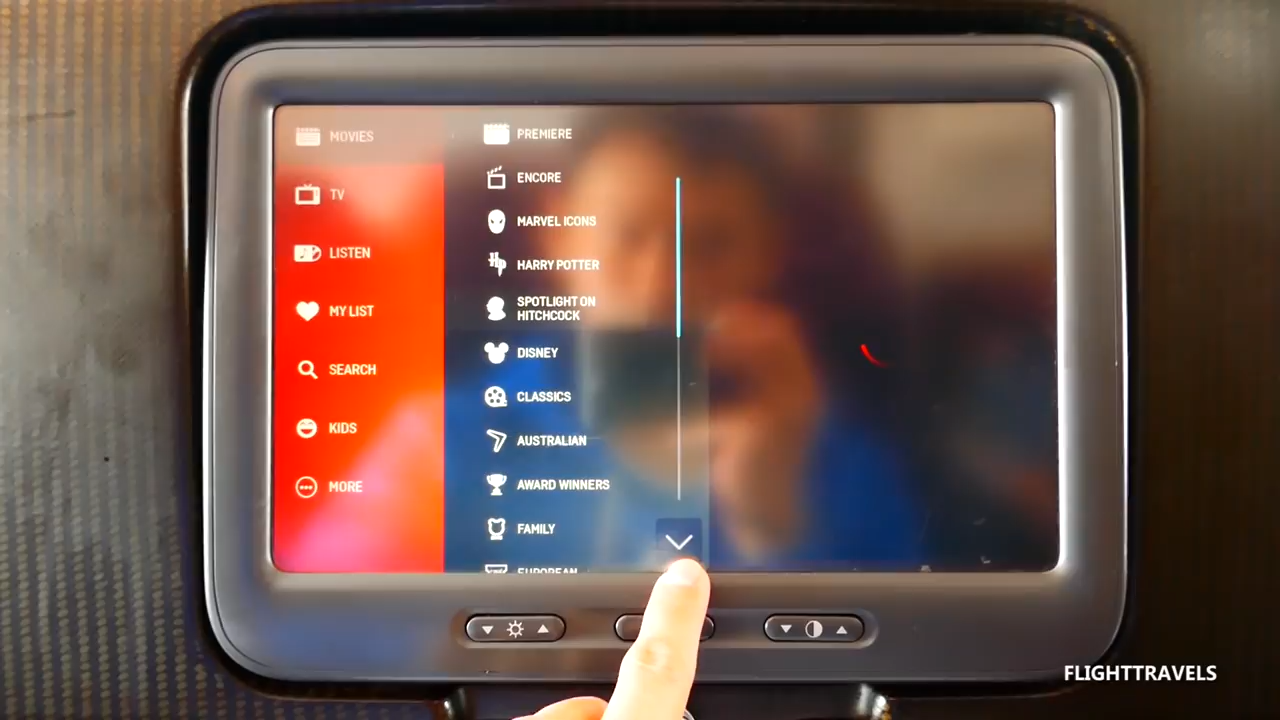 MOVIES
TV
LISTEN
MY LIST
SEARCH
KIDS
MORE
PREMIERE
ENCORE
MARVEL ICONS
HARRY POTTER
SPOTLIGHT ON
HITCHCOCK
DISNEY
CLASSICS
AUSTRALIAN
AWARD WINNERS
FAMILY
EUROPEAN
FLIGHTTRAVELS